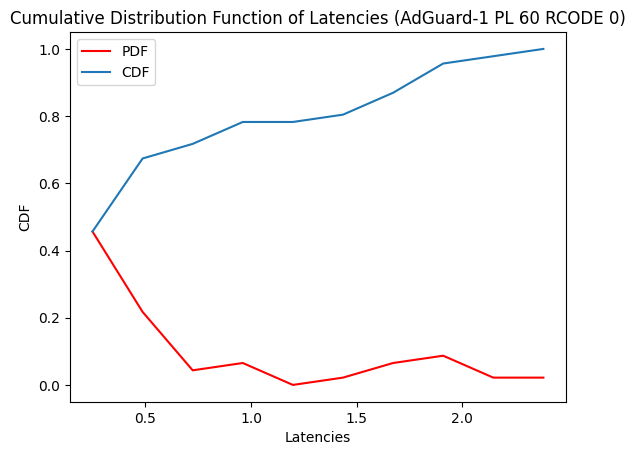 Cumulative Distribution Function of Latencies (AdGuard-1 PL 60 RCODE 0)
PDF
CDF
1.0
0.8
0.6
0.4
0.2
0.0
CDF
0.5
1.0
1.5
2.0
Latencies